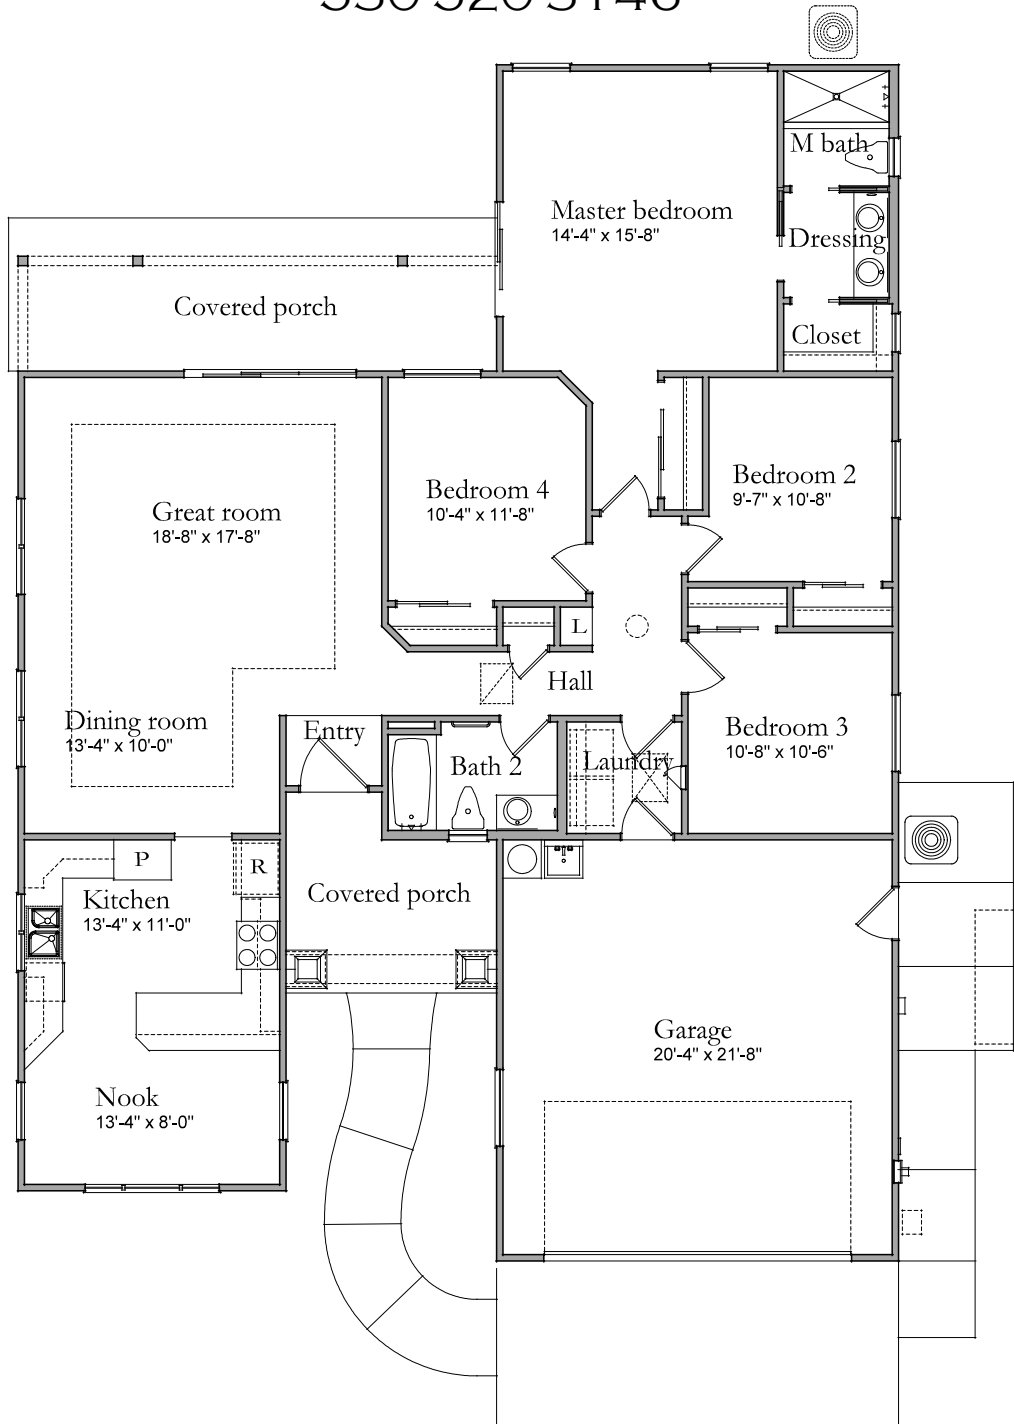 M bath
Master bedroom
14'-4" x 15'-8"
Dressing
Covered porch
Closet
Bedroom 2
9'-7" x 10'-8"
Bedroom 4
10'-4" x 11'-8"
Great room
18'-8" x 17'-8"
L
Hall
Dining room
13'-4" x 10'-0"
Entry
Bath 2
Laundry
Bedroom 3
10'-8" x 10'-6"
P
R
Kitchen
13'-4" x 11'-0"
Covered porch
Garage
20'-4" x 21'-8"
Nook
13'-4" x 8'-0"